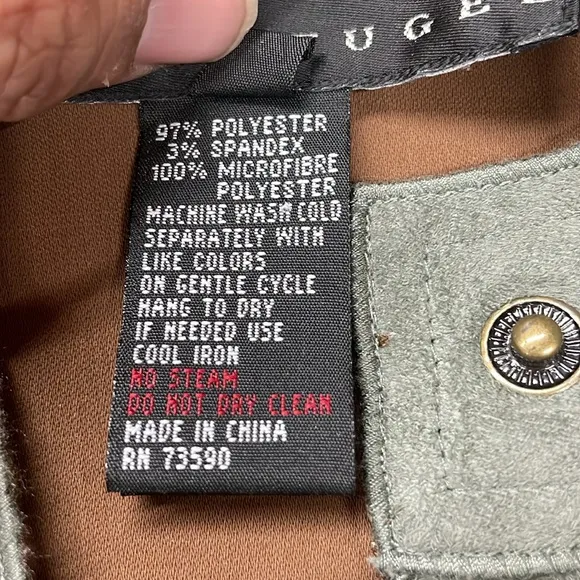 UGE
97% POLYESTER
3% SPANDEX
100% MICROFIBRE
POLYESTER
MACHINE WASH COLD
SEPARATELY WITH
LIKE COLORS
ON GENTLE CYCLE
HANG TO DRY
IF NEEDED USE
COOL IRON
NO STEAM
DO NOT DRY CLEAN
MADE IN CHINA
RN 73590